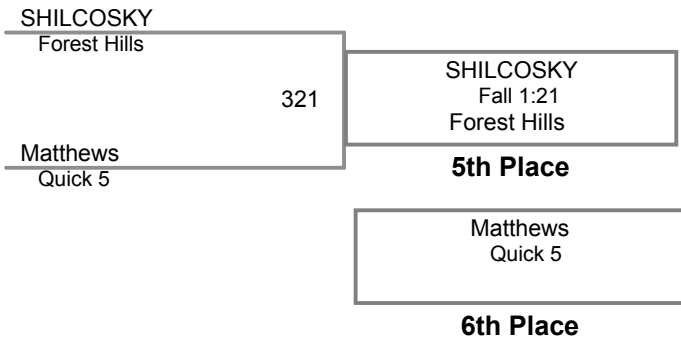 SHILCOSKY
Forest Hills
321
Matthews
Quick 5
SHILCOSKY
Fall 1:21
Forest Hills
5th Place
Matthews
Quick 5
6th Place